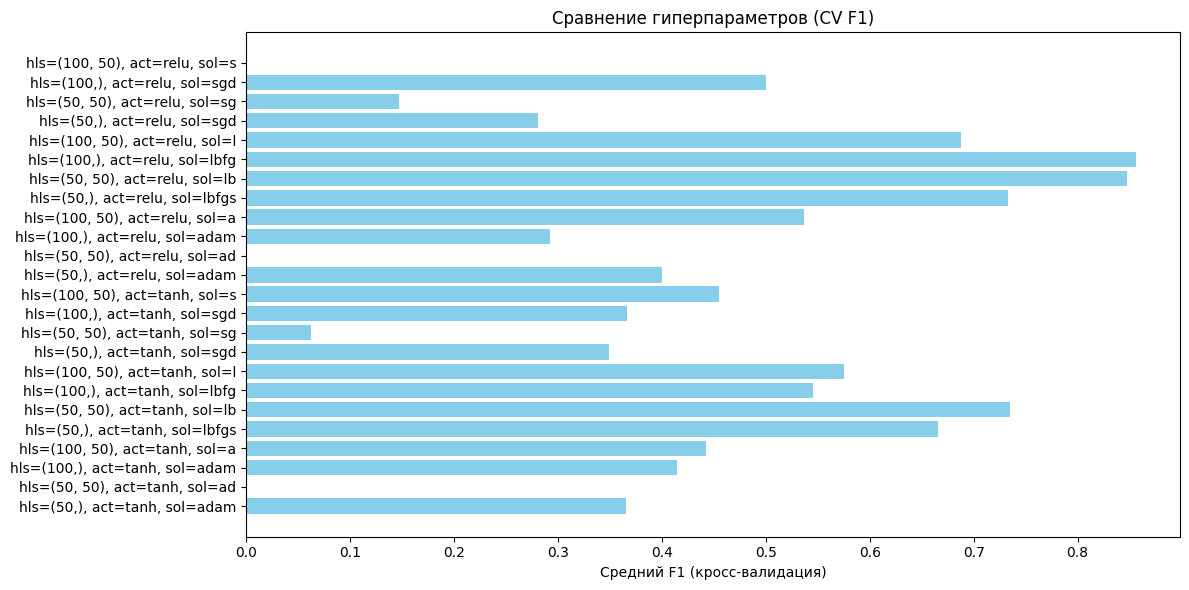 Сравнение гиперпараметров (CV F1)
hls=(100, 50), act=relu, sol=s
hls=(100,), act=relu, sol=sgd
hls=(50, 50), act=relu, sol=sg
hls=(50,), act=relu, sol=sgd
hls=(100, 50), act=relu, sol=l
hls=(100,), act=relu, sol=lbfg
hls=(50, 50), act=relu, sol=lb
hls=(50,), act=relu, sol=lbfgs
hls=(100, 50), act=relu, sol=a
hls=(100,), act=relu, sol=adam
hls=(50, 50), act=relu, sol=ad
hls=(50,), act=relu, sol=adam
hls=(100, 50), act=tanh, sol=s
hls=(100,), act=tanh, sol=sgd
hls=(50, 50), act=tanh, sol=sg
hls=(50,), act=tanh, sol=sgd
hls=(100, 50), act=tanh, sol=l
hls=(100,), act=tanh, sol=lbfg
hls=(50, 50), act=tanh, sol=lb
hls=(50,), act=tanh, sol=lbfgs
hls=(100, 50), act=tanh, sol=a
hls=(100,), act=tanh, sol=adam
hls=(50, 50), act=tanh, sol=ad
hls=(50,), act=tanh, sol=adam
0.0 0.1 0.2 0.3 0.4 0.5 0.6 0.7 0.8
Средний F1 (кросс-валидация)